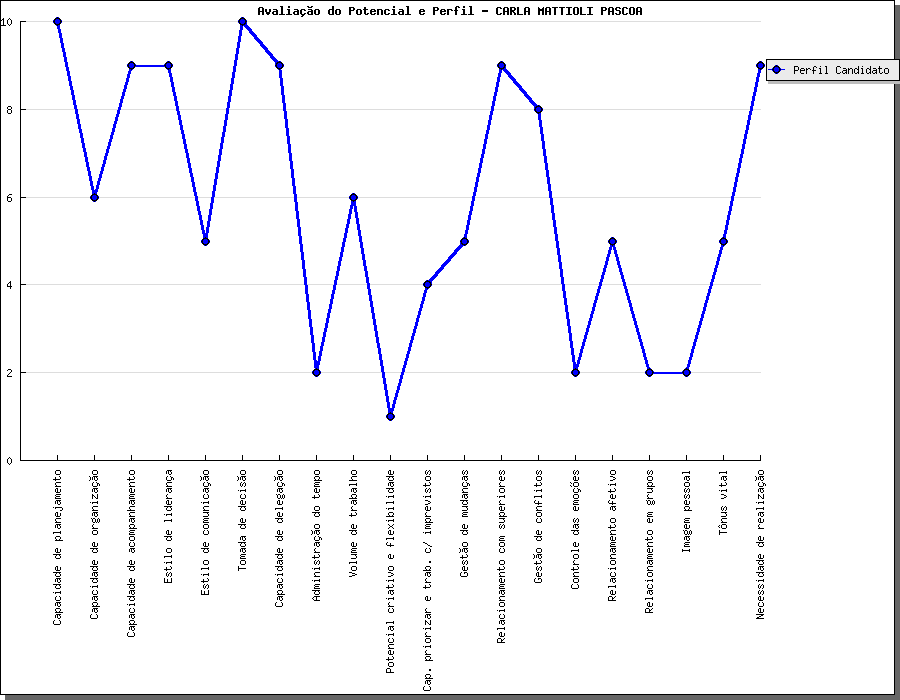 Avaliação do Potencial e Perfil - CARLA MATTIOLI PASCOA
Perfil Candidato
10
8
6
4
2
0
Capacidade de planejamento
Capacidade de organização
Capacidade de acompanhamento
Estilo de liderança
Estilo de comunicação
Tomada de decisão
Capacidade de delegação
Administração do tempo
Volume de trabalho
Potencial criativo e flexibilidade
Cap. priorizar e trab. c/ imprevistos
Gestão de mudanças
Relacionamento com superiores
Gestão de conflitos
Controle das emoções
Relacionamento afetivo
Relacionamento em grupos
Imagem pessoal
Tônus vital
Necessidade de realização